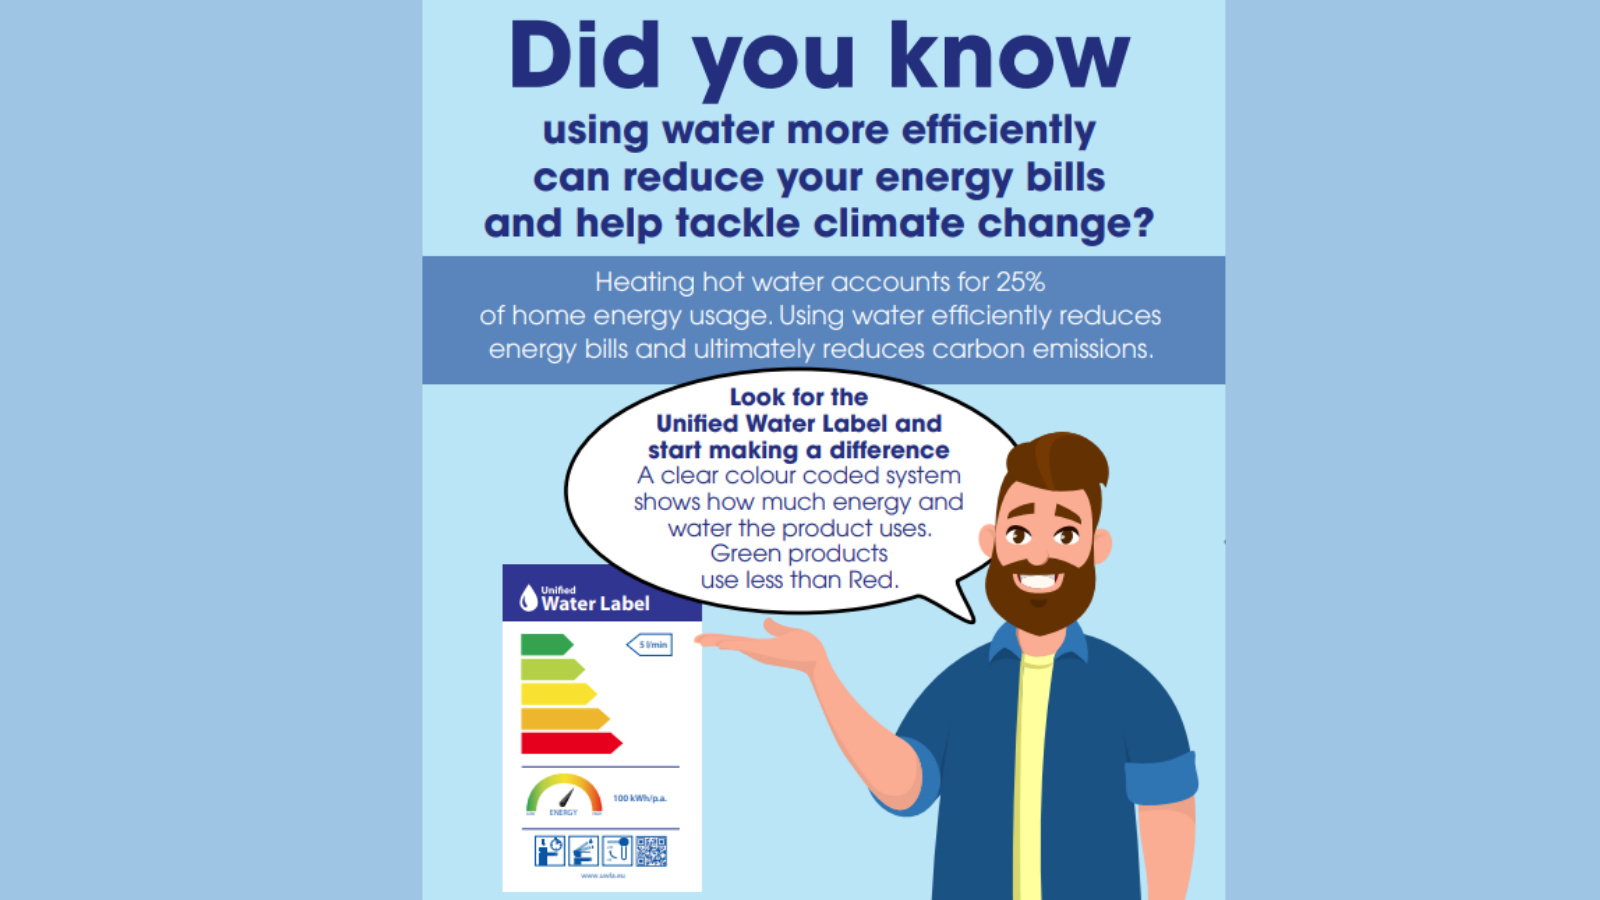 Did you know
using water more efficiently
can reduce your energy bills
and help tackle climate change?
Heating hot water accounts for 25%
of home energy usage. Using water efficiently reduces
energy bills and ultimately reduces carbon emissions.
Look for the
Unified Water Label and
start making a difference
A clear colour coded system
shows how much energy and
water the product uses.
Green products
use less than Red.
Unified
Water Label
5 l/min
100 kWh/p.a.
ENERGY
www.uwla.eu